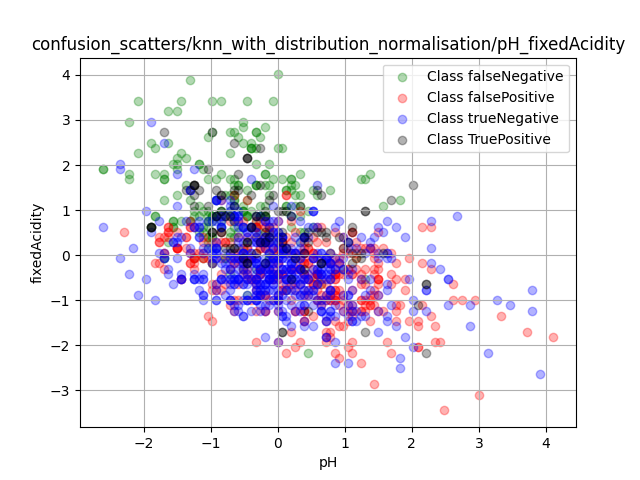 confusion_scatters/knn_with_distribution_normalisation/pH_fixedAcidity
Class falseNegative
Class falsePositive
Class trueNegative
Class TruePositive
4
3
2
1
0
−1
−2
−3
fixedAcidity
−2 −1 0 1 2 3 4
pH